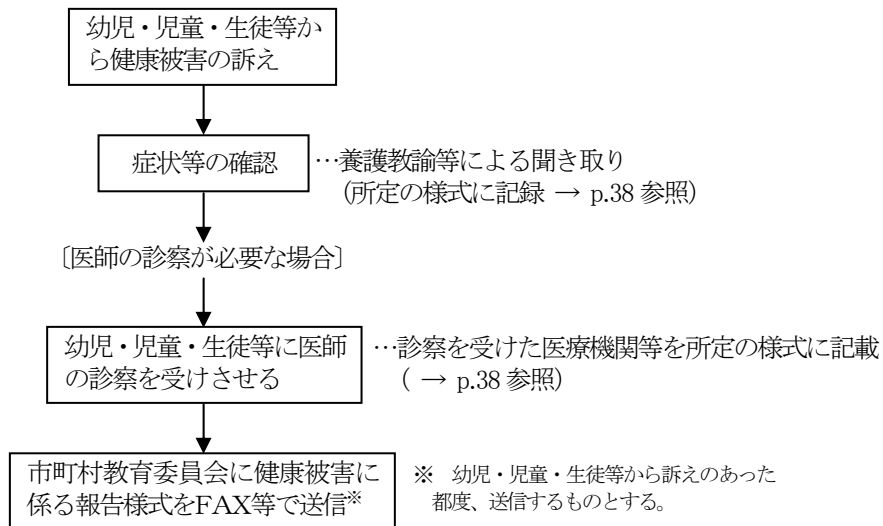 幼児・児童・生徒等か
ら健康被害の訴え
症状等の確認
…養護教諭等による聞き取り
(所定の様式に記録 → p.38 参照)
〔医師の診察が必要な場合〕
幼児・児童・生徒等に医師
の診察を受けさせる
…診察を受けた医療機関等を所定の様式に記載
( → p.38 参照)
市町村教育委員会に健康被害に
係る報告様式をFAX等で送信※
※ 幼児・児童・生徒等から訴えのあった
都度、送信するものとする。